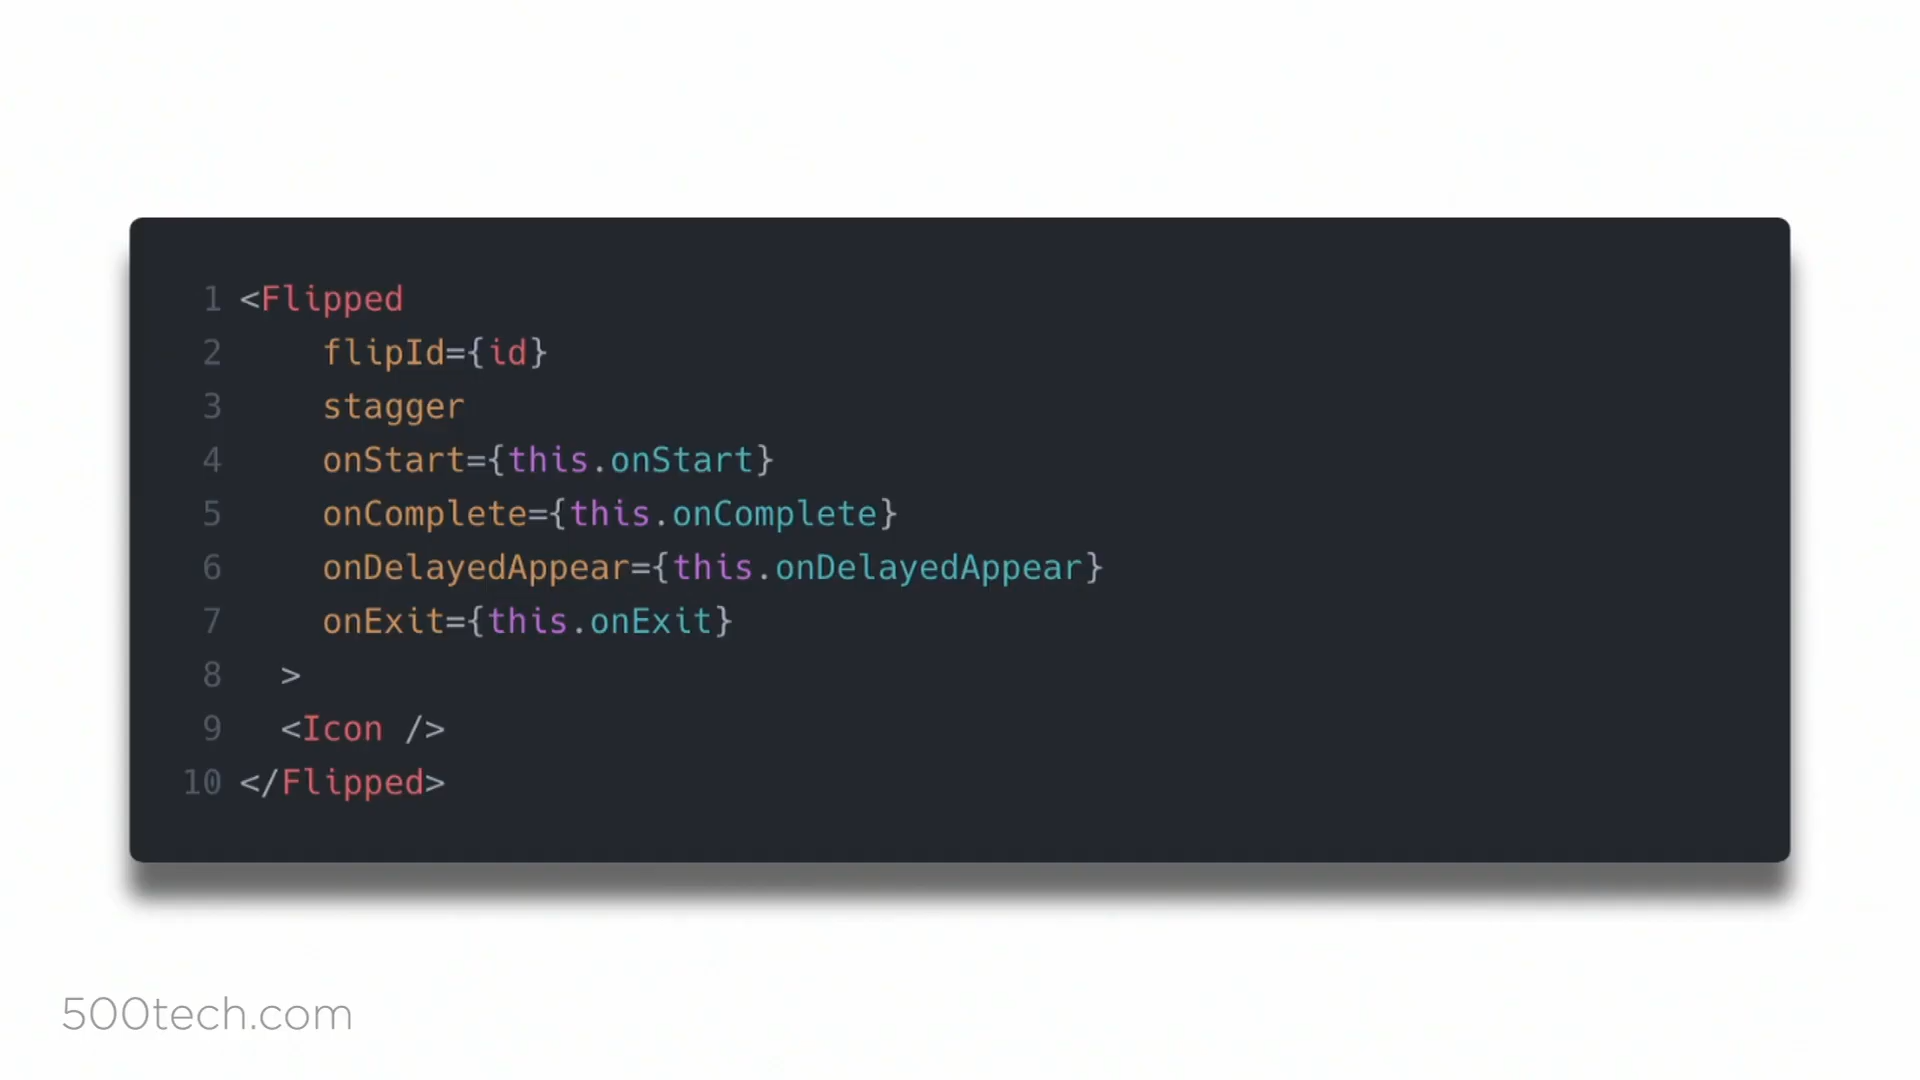 1 <Flipped
2     flipId={id}
3     stagger
4     onStart={this.onStart}
5     onComplete={this.onComplete}
6     onDelayedAppear={this.onDelayedAppear}
7     onExit={this.onExit}
8   >
9   <Icon />
10 </Flipped>
500tech.com